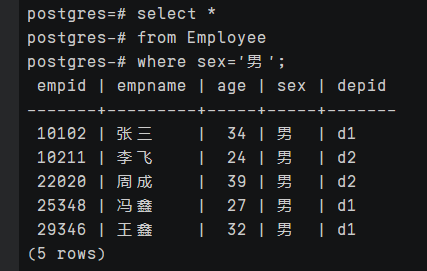 postgres=# select *
postgres-# from Employee
postgres-# where sex='男';
 empid | empname | age | sex | depid
-------+---------+-----+-----+-------
 10102 | 张三    |  34 | 男  | d1
 10211 | 李飞    |  24 | 男  | d2
 22020 | 周成    |  39 | 男  | d2
 25348 | 冯鑫    |  27 | 男  | d1
 29346 | 王鑫    |  32 | 男  | d1
(5 rows)